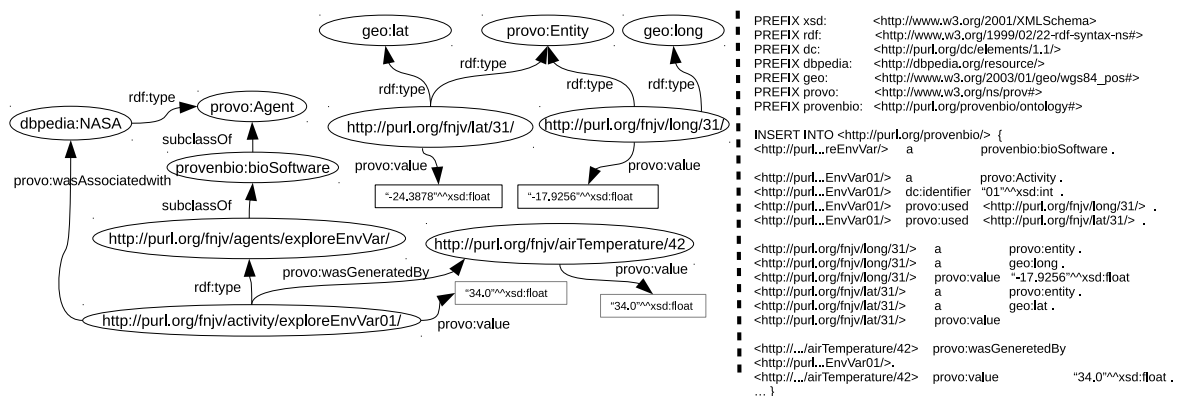 geo:lat
provo:Entity
geo:long
rdf:type
rdf:type
rdf:type
rdf:type
rdf:type
provo:Agent
dbpedia:NASA
subclassOf
http://purl.org/fnjv/lat/31/
http://purl.org/fnjv/long/31/
provenbio:bioSoftware
provo:value
provo:value
provo:wasAssociatedwith
"-24.3878"^^xsd:float
"-17.9256"^^xsd:float
subclassOf
http://purl.org/fnjv/agents/exploreEnvVar/
http://purl.org/fnjv/airTemperature/42
provo:wasGeneratedBy
provo:value
rdf:type
"34.0"^^xsd:float
"34.0"^^xsd:float
http://purl.org/fnjv/activity/exploreEnvVar01/
provo:value
PREFIX xsd: <http://www.w3.org/2001/XMLSchema>
PREFIX rdf: <http://www.w3.org/1999/02/22-rdf-syntax-ns#>
PREFIX dc: <http://purl.org/dc/elements/1.1/>
PREFIX dbpedia: <http://dbpedia.org/resource/>
PREFIX geo: <http://www.w3.org/2003/01/geo/wgs84_pos#>
PREFIX provo: <http://www.w3.org/ns/prov#>
PREFIX provenbio: <http://purl.org/provenbio/ontology#>
INSERT INTO <http://purl.org/provenbio/> {
<http://purl...reEnvVar/> a provenbio:bioSoftware .
<http://purl...EnvVar01/> a provo:Activity .
<http://purl...EnvVar01/> dc:identifier "01"^^xsd:int .
<http://purl...EnvVar01/> provo:used <http://purl.org/fnjv/long/31/> .
<http://purl...EnvVar01/> provo:used <http://purl.org/fnjv/lat/31/> .
<http://purl.org/fnjv/long/31/> a provo:entity .
<http://purl.org/fnjv/long/31/> a geo:long .
<http://purl.org/fnjv/long/31/> provo:value "-17.9256"^^xsd:float
<http://purl.org/fnjv/lat/31/> a provo:entity .
<http://purl.org/fnjv/lat/31/> a geo:lat .
<http://purl.org/fnjv/lat/31/> provo:value
<http://.../airTemperature/42> provo:wasGeneretedBy
<http://purl...EnvVar01/>.
<http://.../airTemperature/42> provo:value "34.0"^^xsd:float .
... }